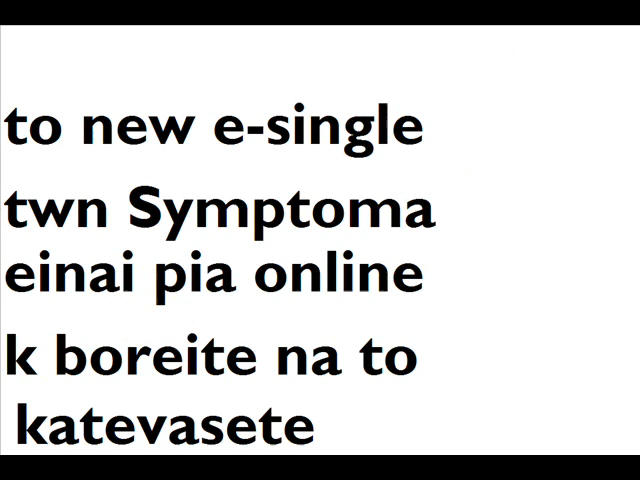 to new e-single
twn Symptoma
einai pia online
k boreite na to
katevasete